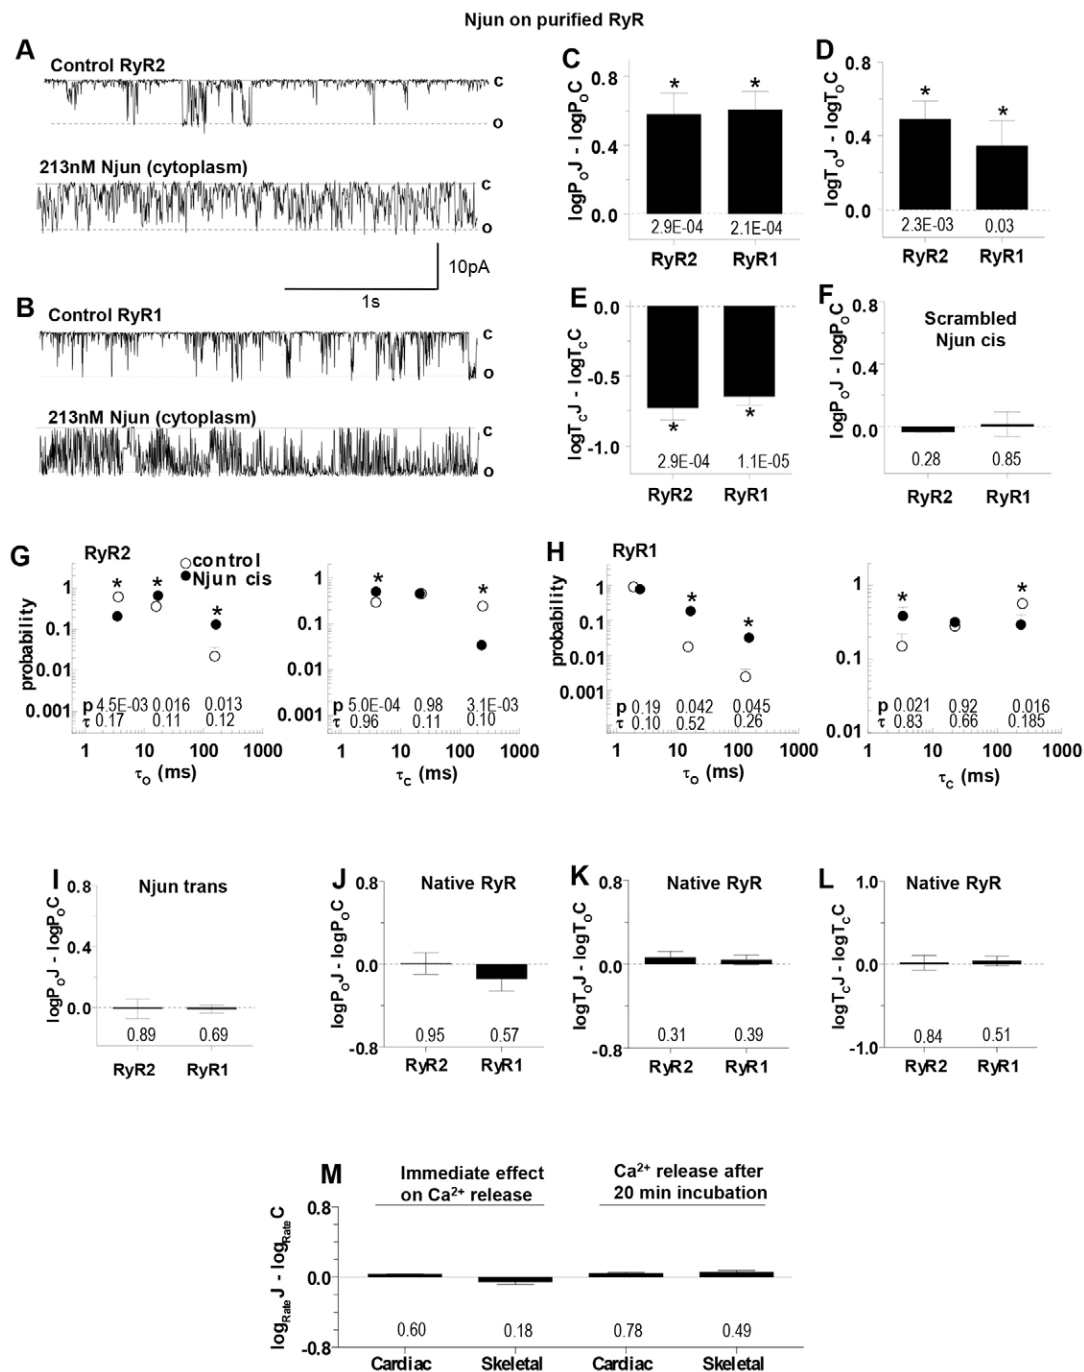 Njun on purified RyR
A
Control RyR2
C
O
213nM Njun (cytoplasm)
C
O
10pA
1s
B
Control RyR1
C
O
213nM Njun (cytoplasm)
C
O
C
logPOJ - logPOC
0.8
0.4
0.0
* *
2.9E-04 2.1E-04
RyR2 RyR1
D
logTOJ - logTOC
0.8
0.4
0.0
* *
2.3E-03 0.03
RyR2 RyR1
E
logTCJ - logTCC
0.0
-0.5
-1.0
* *
2.9E-04 1.1E-05
RyR2 RyR1
F
Scrambled
Njun cis
logPOJ - logPOC
0.8
0.4
0.0
0.28 0.85
RyR2 RyR1
G
RyR2
control
Njun cis
probability
1
0.1
0.01
0.001
* * *
p 4.5E-03 0.016 0.013
τ 0.17 0.11 0.12
1 10 100 1000
τO (ms)
1
0.1
0.01
0.001
* *
p 5.0E-04 0.98 3.1E-03
τ 0.96 0.11 0.10
1 10 100 1000
τC (ms)
H
RyR1
probability
1
0.1
0.01
0.001
* *
p 0.19 0.042 0.045
τ 0.10 0.52 0.26
1 10 100 1000
τO (ms)
1
0.1
0.01
* *
p 0.021 0.92 0.016
τ 0.83 0.66 0.185
1 10 100 1000
τC (ms)
I
Njun trans
logPOJ - logPOC
0.8
0.4
0.0
0.89 0.69
RyR2 RyR1
J
Native RyR
logPOJ - logPOC
0.8
0.0
-0.8
0.95 0.57
RyR2 RyR1
K
Native RyR
logTOJ - logTOC
0.8
0.0
-0.8
0.31 0.39
RyR2 RyR1
L
Native RyR
logTCJ - logTCC
1.0
0.0
-1.0
0.84 0.51
RyR2 RyR1
M
Immediate effect
on Ca²⁺ release
Ca²⁺ release after
20 min incubation
logRateJ - logRateC
0.8
0.0
-0.8
0.60 0.18 0.78 0.49
Cardiac Skeletal Cardiac Skeletal